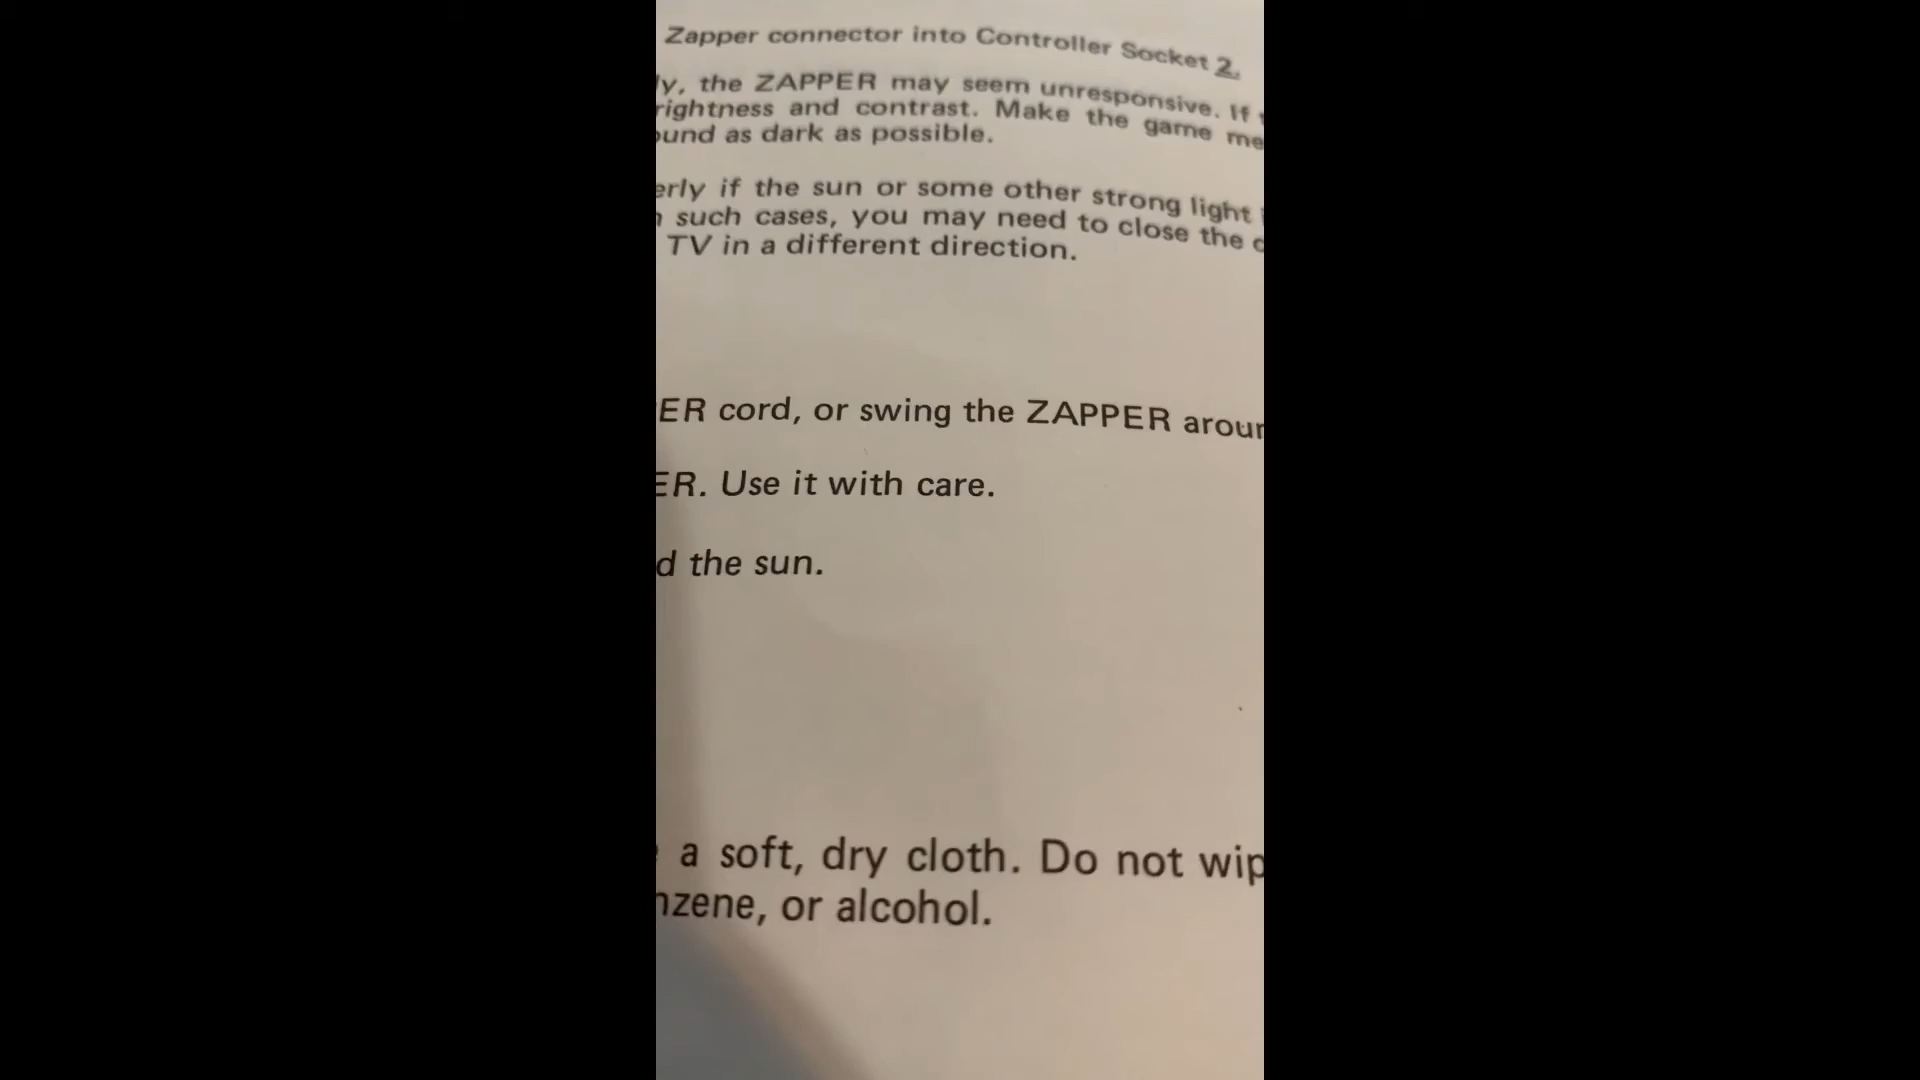 Zapper connector into Controller Socket 2.
ly, the ZAPPER may seem unresponsive. If
rightness and contrast. Make the game me
ound as dark as possible.
erly if the sun or some other strong light
n such cases, you may need to close the c
TV in a different direction.
ER cord, or swing the ZAPPER aroun
ER. Use it with care.
d the sun.
a soft, dry cloth. Do not wip
nzene, or alcohol.